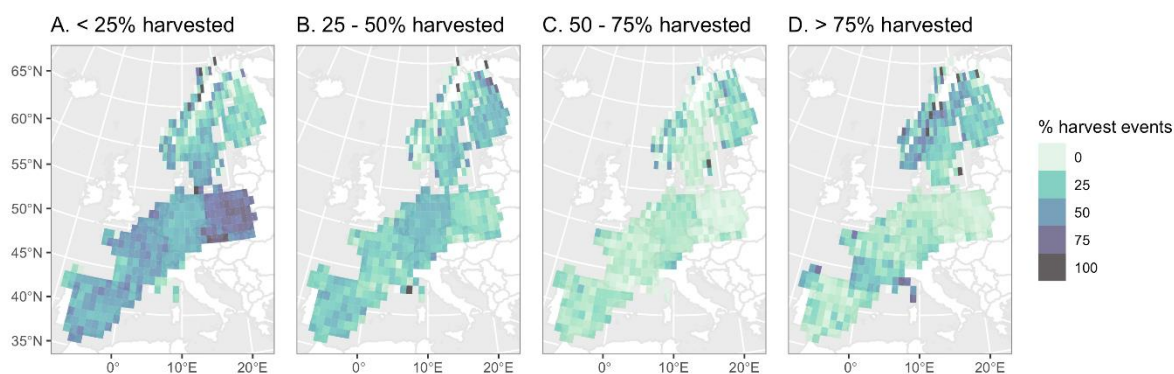 A. < 25% harvested
B. 25 - 50% harvested
C. 50 - 75% harvested
D. > 75% harvested
65°N
60°N
55°N
50°N
45°N
40°N
35°N
0° 10°E 20°E
0° 10°E 20°E
0° 10°E 20°E
0° 10°E 20°E
% harvest events
0
25
50
75
100